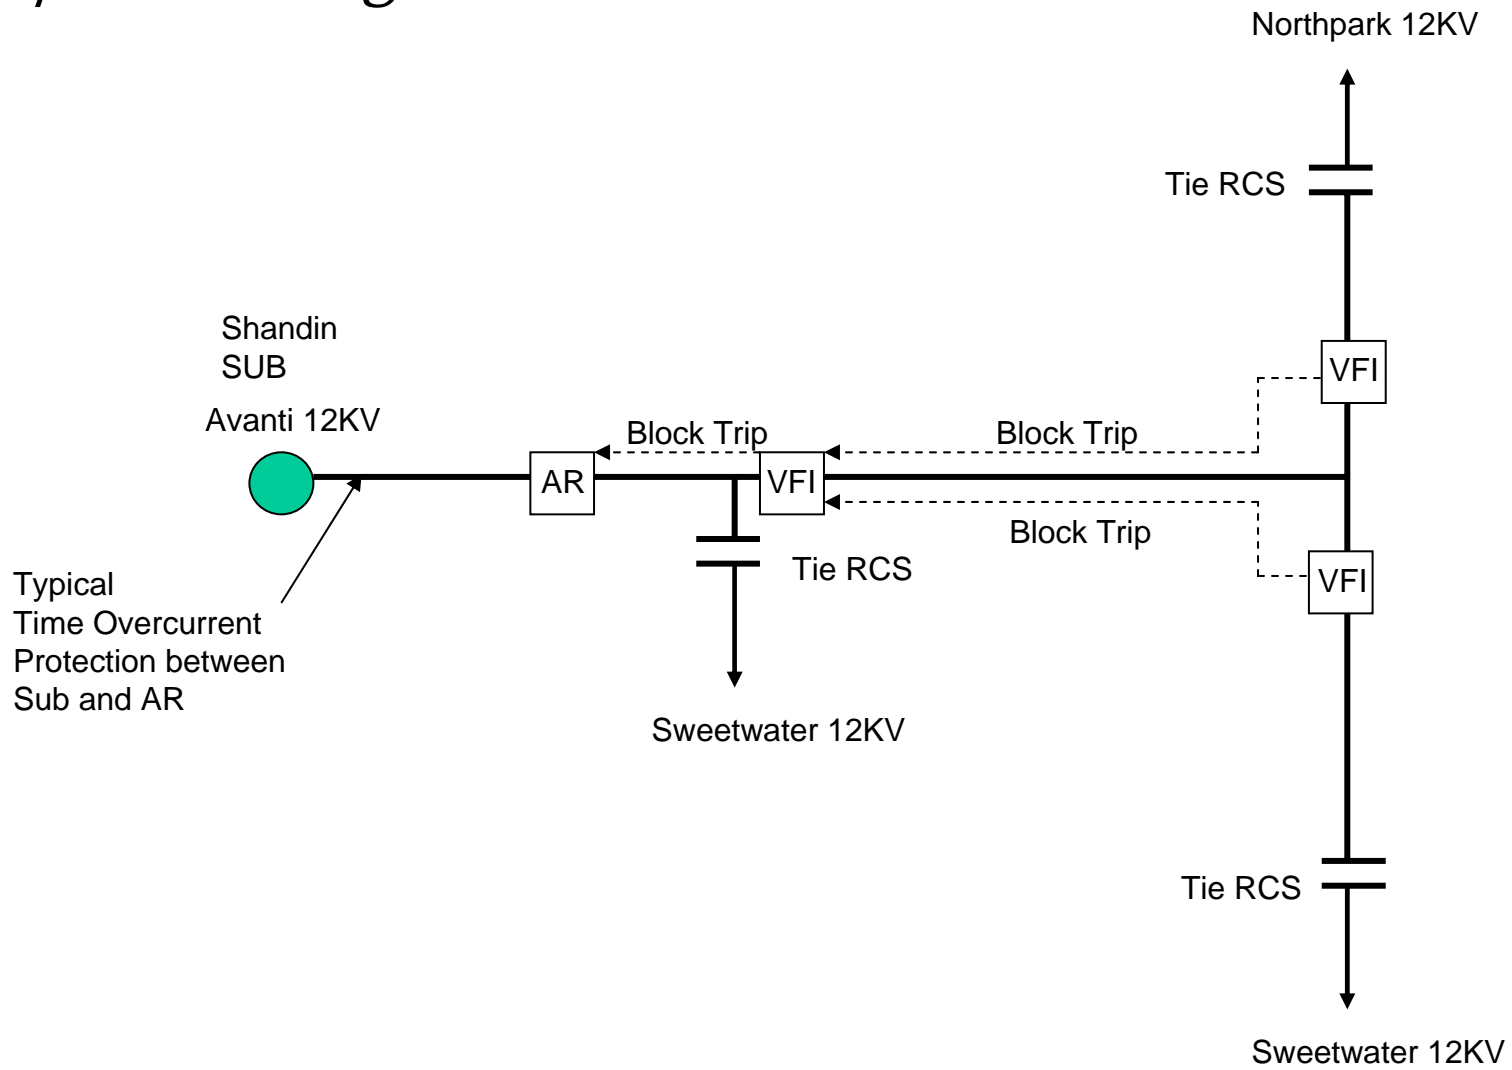 Northpark 12KV
Tie RCS
Shandin
SUB
Avanti 12KV
VFI
Block Trip
Block Trip
AR
VFI
Block Trip
VFI
Tie RCS
Typical
Time Overcurrent
Protection between
Sub and AR
Sweetwater 12KV
Tie RCS
Sweetwater 12KV